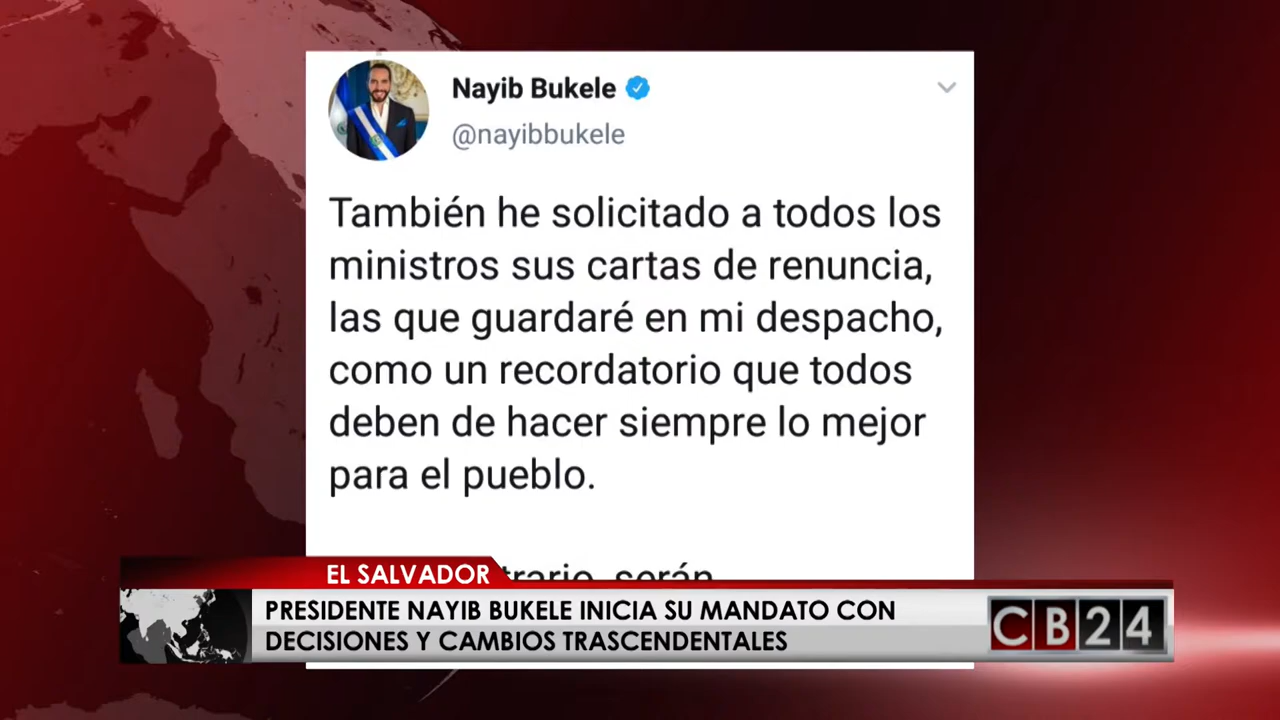 Nayib Bukele
@nayibbukele
También he solicitado a todos los
ministros sus cartas de renuncia,
las que guardaré en mi despacho,
como un recordatorio que todos
deben de hacer siempre lo mejor
para el pueblo.
serán
EL SALVADOR
PRESIDENTE NAYIB BUKELE INICIA SU MANDATO CON
DECISIONES Y CAMBIOS TRASCENDENTALES
CB24